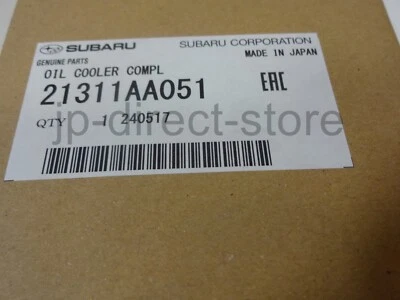 SUBARU SUBARU CORPORATION
GENUINE PARTS MADE IN JAPAN
OIL COOLER COMPL
21311AA051 EAC
jp-direct-store
QTY 1 240517